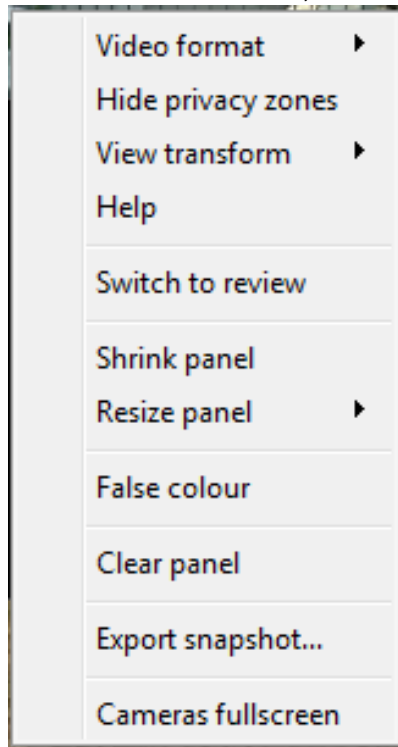 Video format
Hide privacy zones
View transform
Help
Switch to review
Shrink panel
Resize panel
False colour
Clear panel
Export snapshot...
Cameras fullscreen